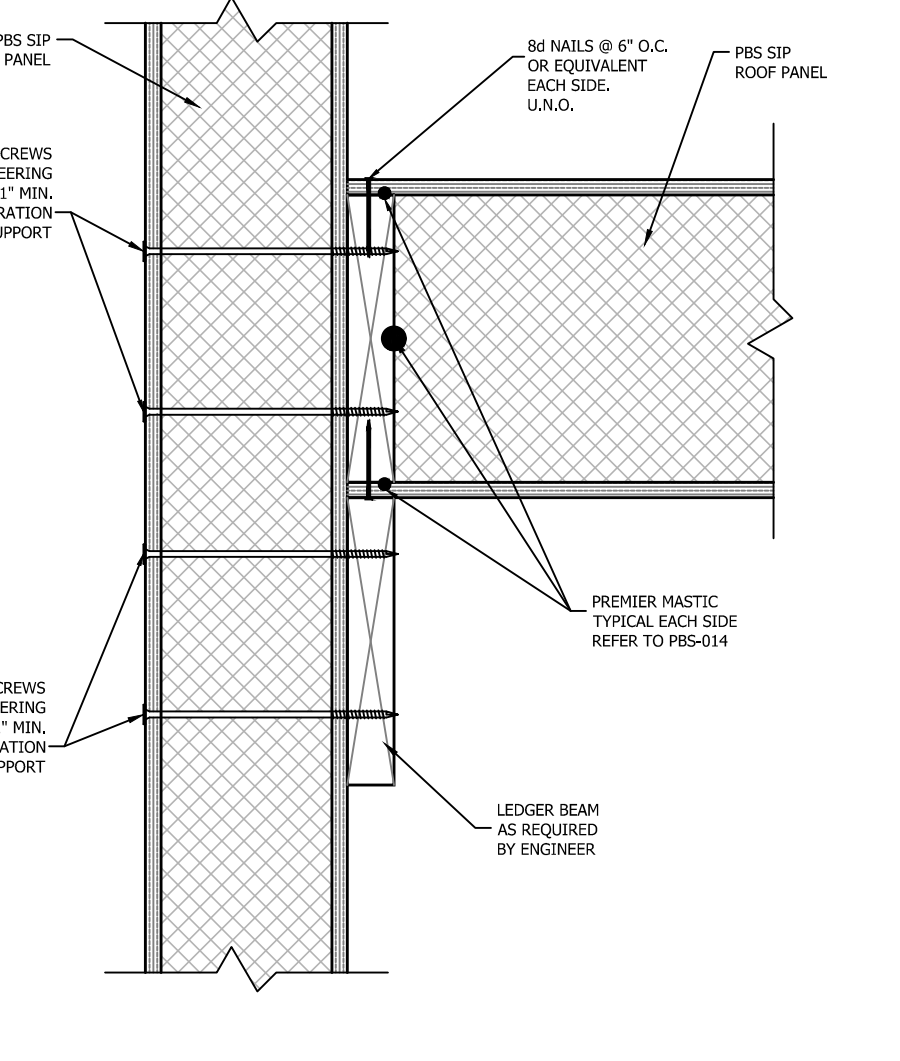 PBS SIP
PANEL
8d NAILS @ 6" O.C.
OR EQUIVALENT
EACH SIDE.
U.N.O.
PBS SIP
ROOF PANEL
CREWS
EERING
1" MIN.
RATION
UPPORT
PREMIER MASTIC
TYPICAL EACH SIDE
REFER TO PBS-014
CREWS
ERING
" MIN.
ATION
PPORT
LEDGER BEAM
AS REQUIRED
BY ENGINEER